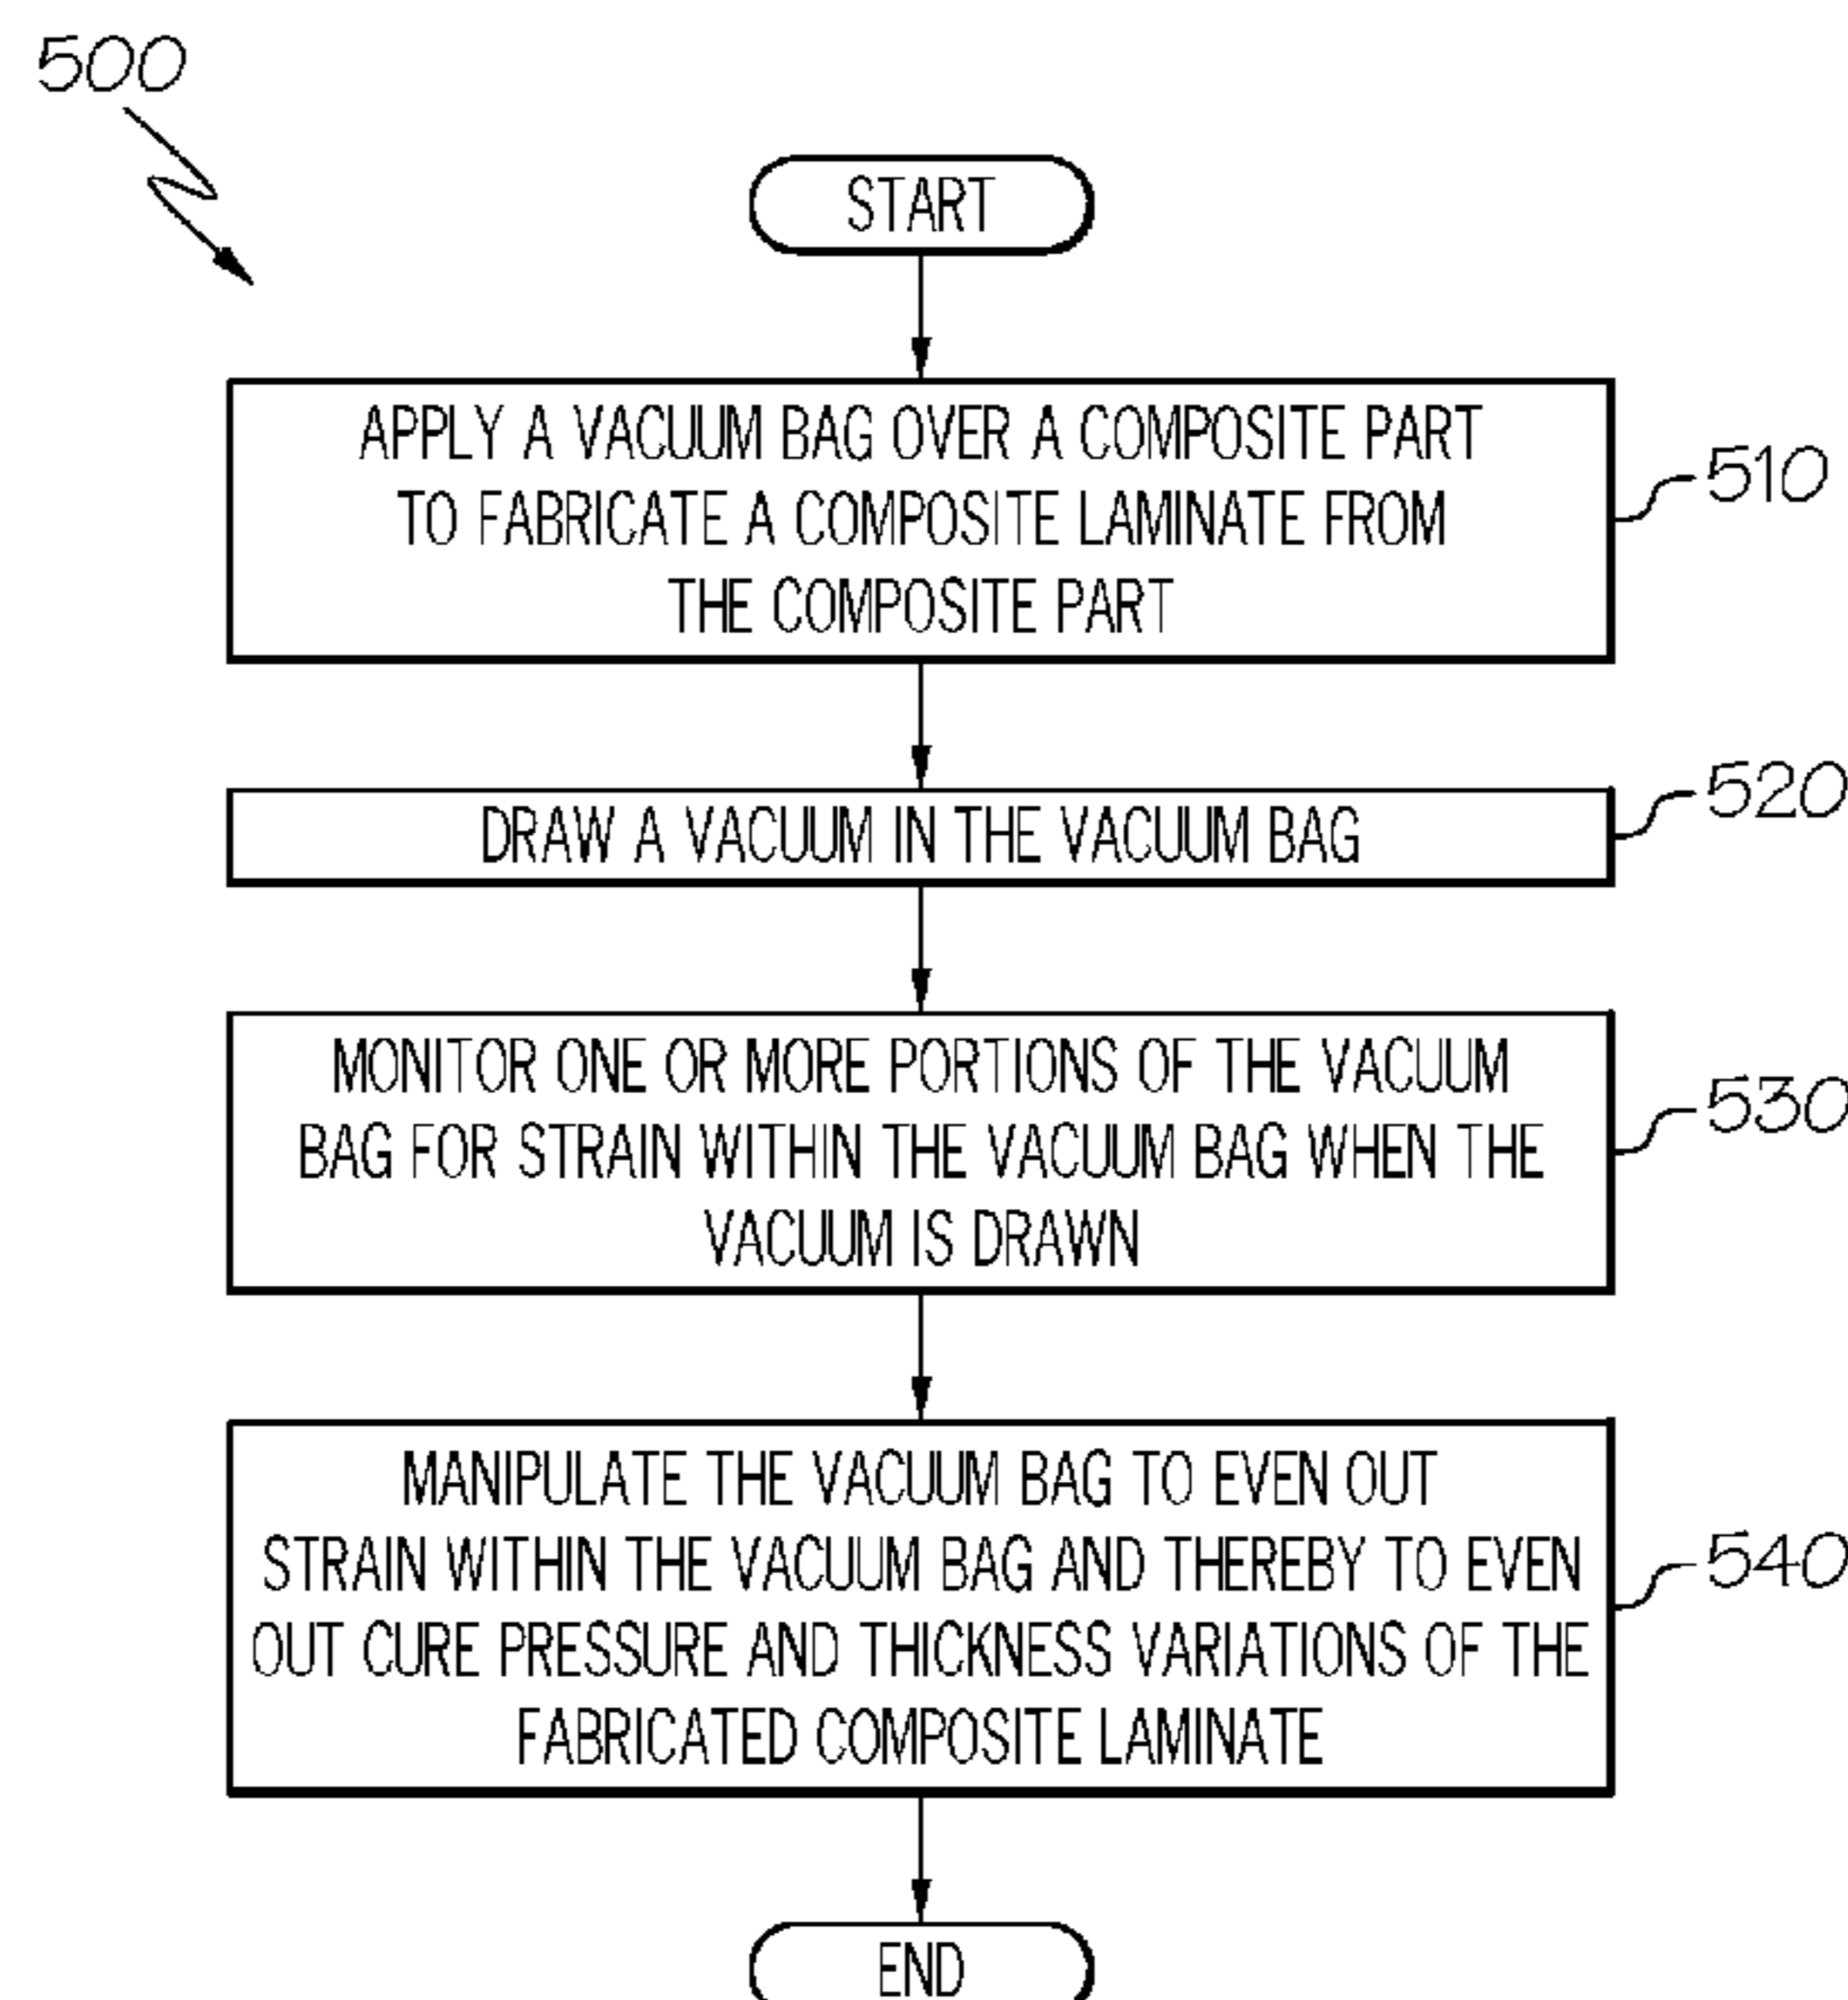 500
START
APPLY A VACUUM BAG OVER A COMPOSITE PART
TO FABRICATE A COMPOSITE LAMINATE FROM
THE COMPOSITE PART
510
DRAW A VACUUM IN THE VACUUM BAG
520
MONITOR ONE OR MORE PORTIONS OF THE VACUUM
BAG FOR STRAIN WITHIN THE VACUUM BAG WHEN THE
VACUUM IS DRAWN
530
MANIPULATE THE VACUUM BAG TO EVEN OUT
STRAIN WITHIN THE VACUUM BAG AND THEREBY TO EVEN
OUT CURE PRESSURE AND THICKNESS VARIATIONS OF THE
FABRICATED COMPOSITE LAMINATE
540
END